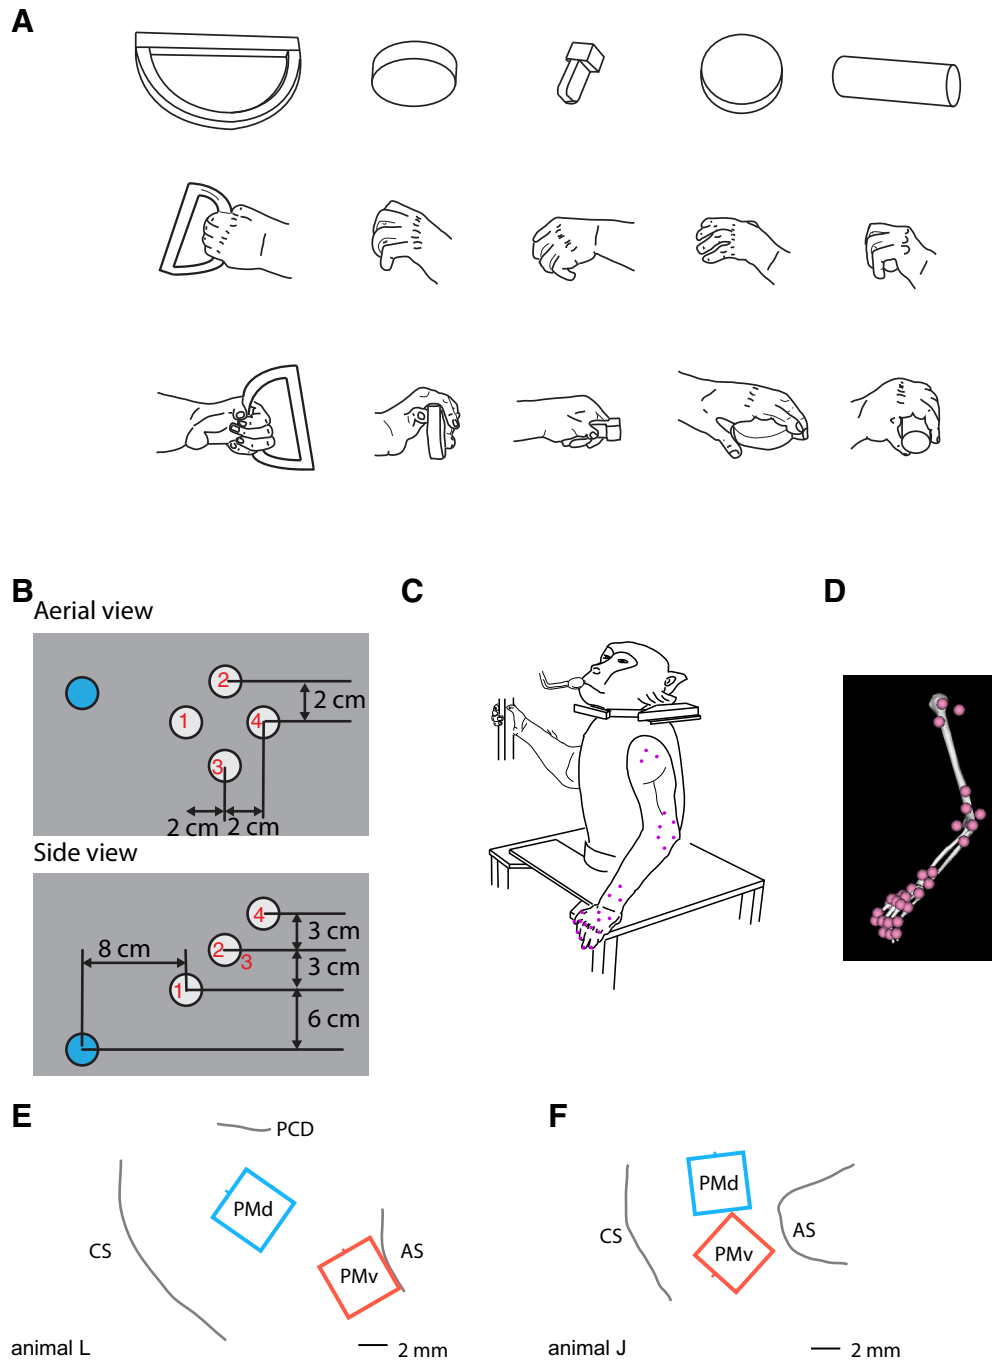 A
B
Aerial view
2
2 cm
1
4
3
2 cm
2 cm
Side view
4
3 cm
8 cm
2
3
3 cm
1
6 cm
C
D
E
PCD
PMd
CS
AS
PMv
animal L
2 mm
F
PMd
CS
AS
PMv
animal J
2 mm